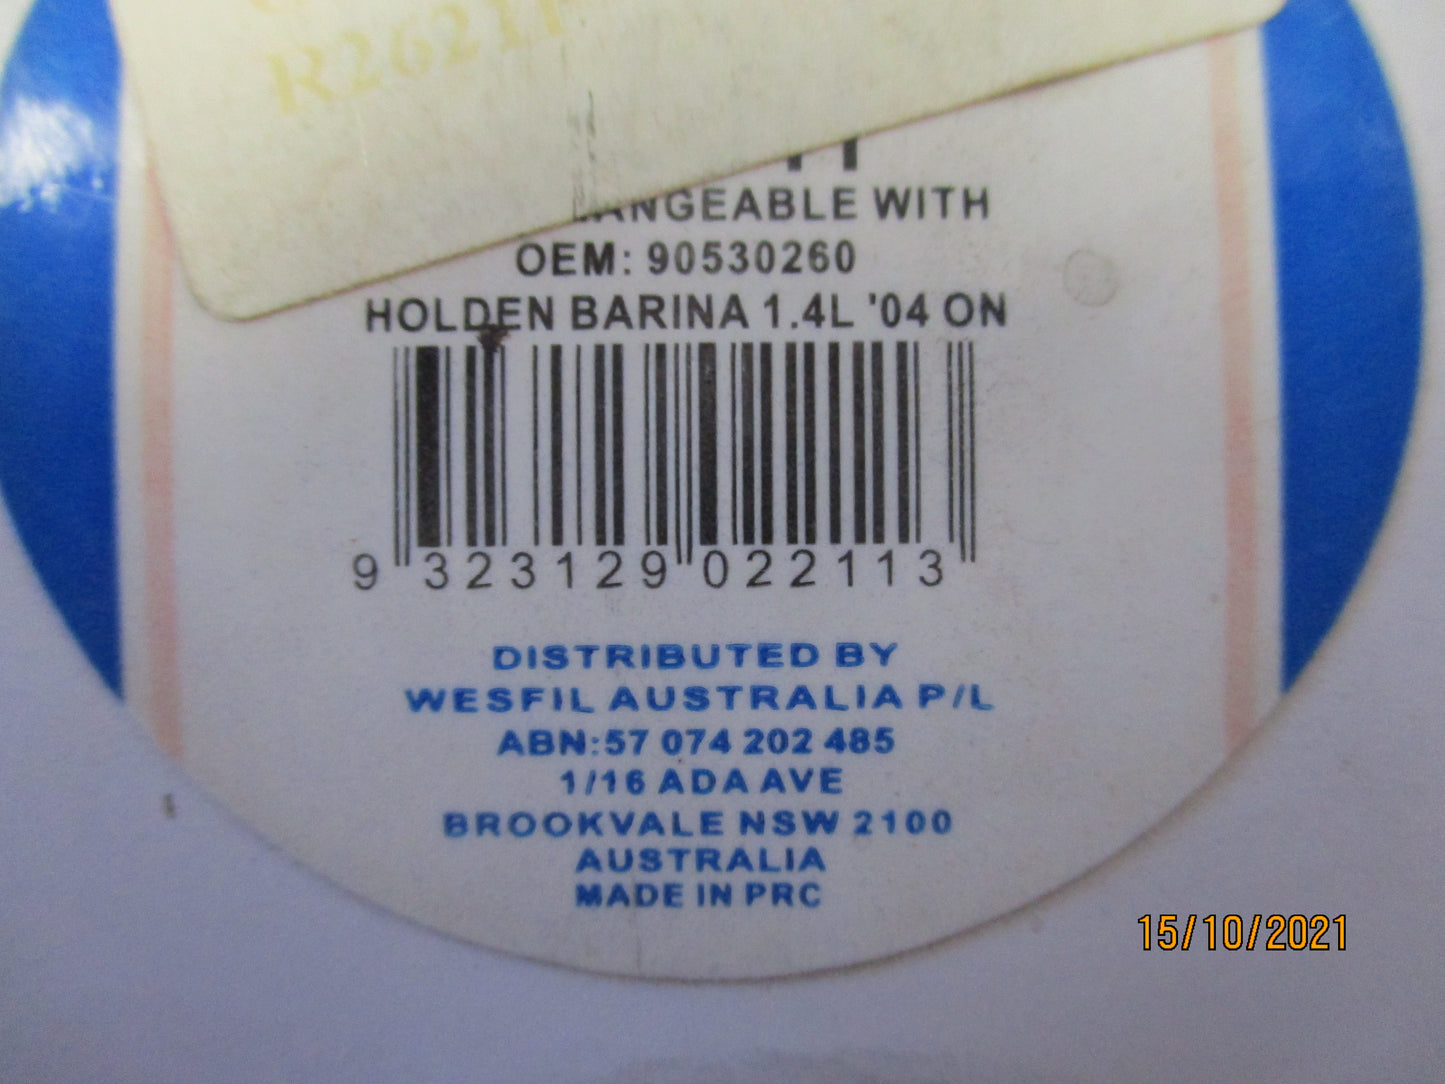 R2621
WITH
OEM: 90530260
HOLDEN BARINA 1.4L '04 ON
9 323129 022113
DISTRIBUTED BY
WESFIL AUSTRALIA P/L
ABN:57 074 202 485
1/16 ADA AVE
BROOKVALE NSW 2100
AUSTRALIA
MADE IN PRC
15/10/2021